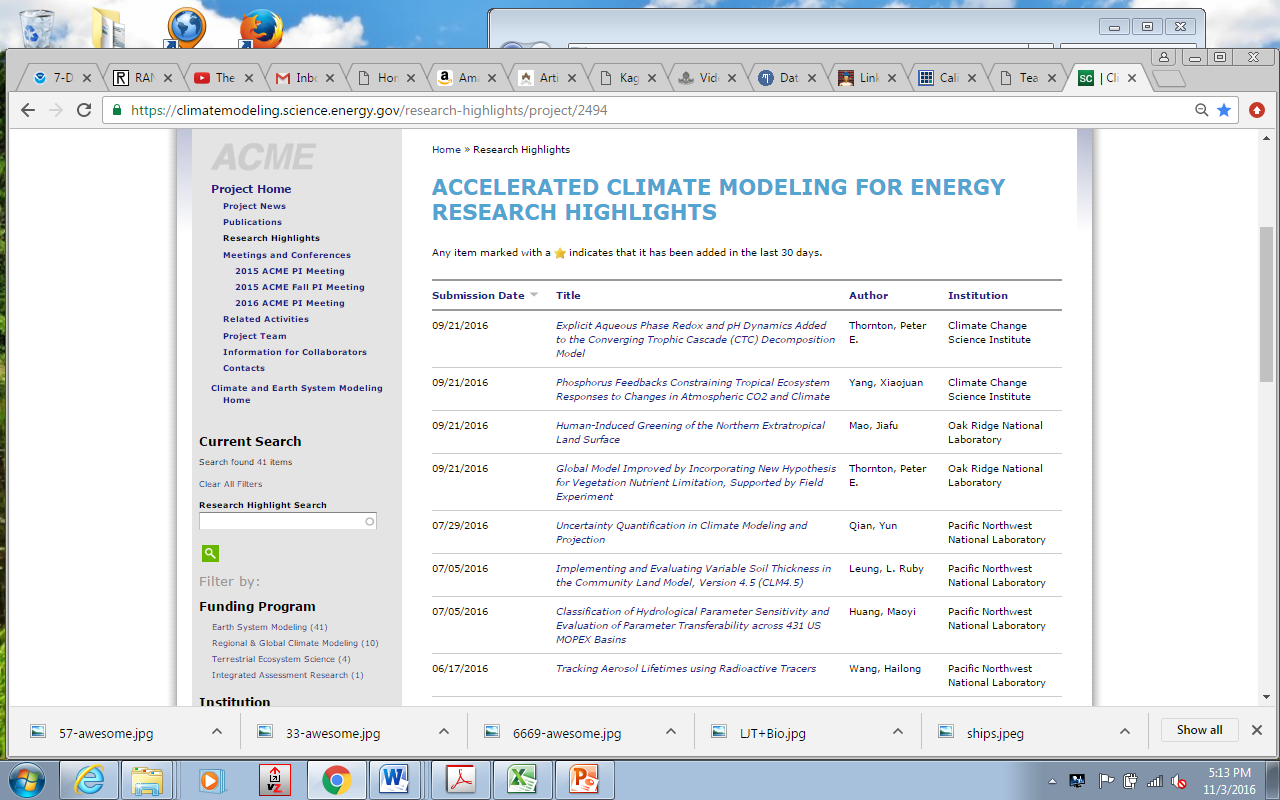 7-D
RAN
The
Inbo
Hor
Ama
Arti
Kag
Vid
Dat
Link
Cali
Tea
SC
| Cli
https://climatemodeling.science.energy.gov/research-highlights/project/2494
ACME
Project Home
Project News
Publications
Research Highlights
Meetings and Conferences
2015 ACME PI Meeting
2015 ACME Fall PI Meeting
2016 ACME PI Meeting
Related Activities
Project Team
Information for Collaborators
Contacts
Climate and Earth System Modeling
Home
Current Search
Search found 41 items
Clear All Filters
Research Highlight Search
Filter by:
Funding Program
Earth System Modeling (41)
Regional & Global Climate Modeling (10)
Terrestrial Ecosystem Science (4)
Integrated Assessment Research (1)
Institution
Home » Research Highlights
ACCELERATED CLIMATE MODELING FOR ENERGY
RESEARCH HIGHLIGHTS
Any item marked with a indicates that it has been added in the last 30 days.
Submission Date Title Author Institution
09/21/2016 Explicit Aqueous Phase Redox and pH Dynamics Added Thornton, Peter Climate Change
to the Converging Trophic Cascade (CTC) Decomposition E. Science Institute
Model
09/21/2016 Phosphorus Feedbacks Constraining Tropical Ecosystem Yang, Xiaojuan Climate Change
Responses to Changes in Atmospheric CO2 and Climate Science Institute
09/21/2016 Human-Induced Greening of the Northern Extratropical Mao, Jiafu Oak Ridge National
Land Surface Laboratory
09/21/2016 Global Model Improved by Incorporating New Hypothesis Thornton, Peter Oak Ridge National
for Vegetation Nutrient Limitation, Supported by Field E. Laboratory
Experiment
07/29/2016 Uncertainty Quantification in Climate Modeling and Qian, Yun Pacific Northwest
Projection National Laboratory
07/05/2016 Implementing and Evaluating Variable Soil Thickness in Leung, L. Ruby Pacific Northwest
the Community Land Model, Version 4.5 (CLM4.5) National Laboratory
07/05/2016 Classification of Hydrological Parameter Sensitivity and Huang, Maoyi Pacific Northwest
Evaluation of Parameter Transferability across 431 US National Laboratory
MOPEX Basins
06/17/2016 Tracking Aerosol Lifetimes using Radioactive Tracers Wang, Hailong Pacific Northwest
National Laboratory
57-awesome.jpg
33-awesome.jpg
6669-awesome.jpg
LJT+Bio.jpg
ships.jpeg
Show all
5:13 PM
11/3/2016